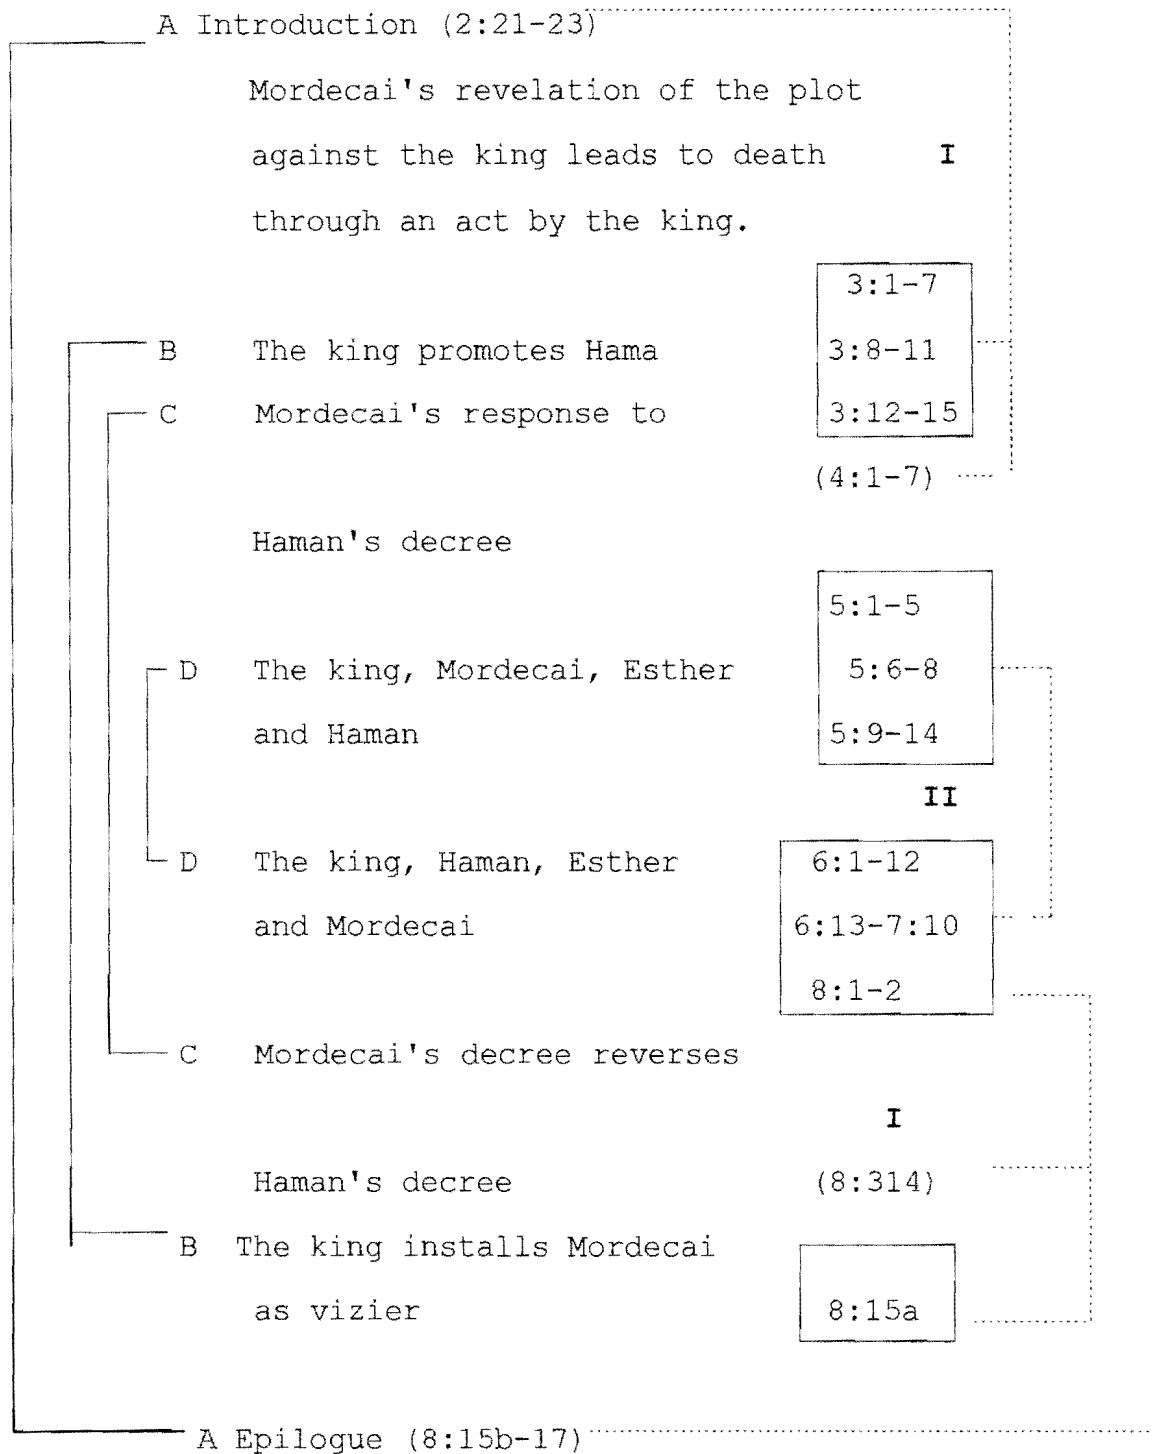 A Introduction (2:21-23)
Mordecai's revelation of the plot
against the king leads to death I
through an act by the king.
3:1-7
B The king promotes Hama 3:8-11
C Mordecai's response to 3:12-15
(4:1-7)
Haman's decree
5:1-5
D The king, Mordecai, Esther 5:6-8
and Haman 5:9-14
II
D The king, Haman, Esther 6:1-12
and Mordecai 6:13-7:10
8:1-2
C Mordecai's decree reverses
I
Haman's decree (8:314)
B The king installs Mordecai
as vizier 8:15a
A Epilogue (8:15b-17)